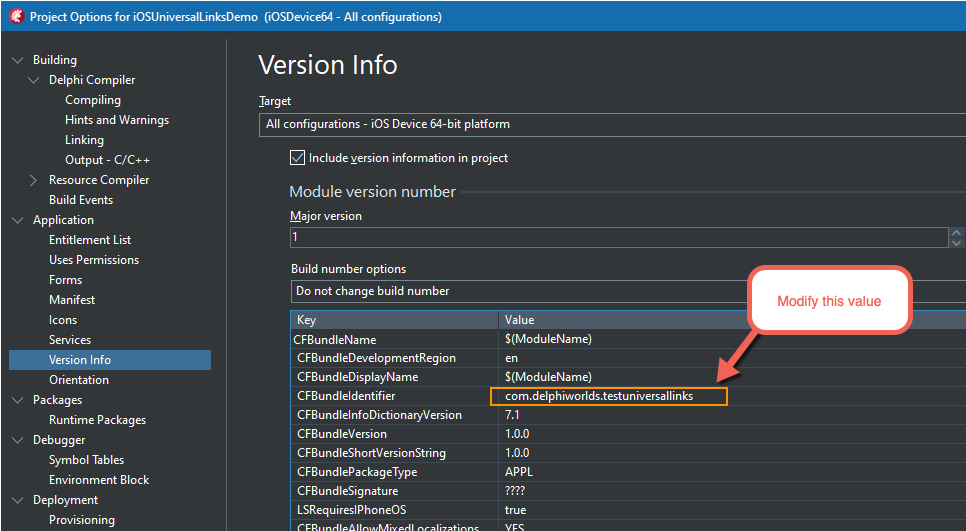 Project Options for iOSUniversalLinksDemo (iOSDevice64 - All configurations)
Building
Delphi Compiler
Compiling
Hints and Warnings
Linking
Output - C/C++
Resource Compiler
Build Events
Application
Entitlement List
Uses Permissions
Forms
Manifest
Icons
Services
Version Info
Orientation
Packages
Runtime Packages
Debugger
Symbol Tables
Environment Block
Deployment
Provisioning
Version Info
Target
All configurations - iOS Device 64-bit platform
Include version information in project
Module version number
Major version
1
Build number options
Do not change build number
Modify this value
Key Value
CFBundleName $(ModuleName)
CFBundleDevelopmentRegion en
CFBundleDisplayName $(ModuleName)
CFBundleIdentifier com.delphiworlds.testuniversallinks
CFBundleInfoDictionaryVersion 7.1
CFBundleVersion 1.0.0
CFBundleShortVersionString 1.0.0
CFBundlePackageType APPL
CFBundleSignature ????
LSRequiresIPhoneOS true
CFBundleAllowMixedLocalizations YES